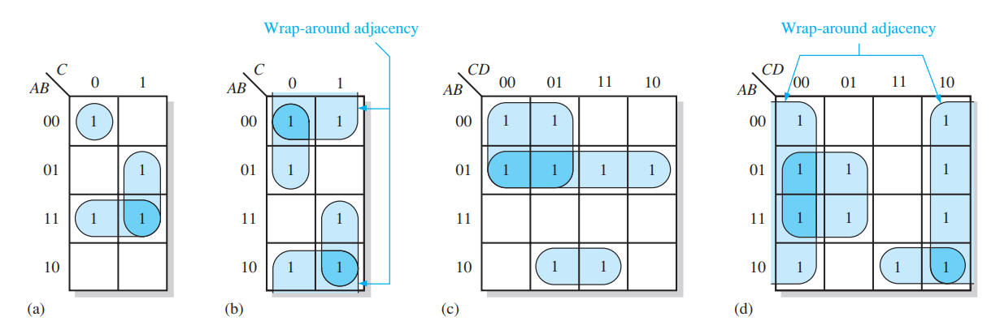 Wrap-around adjacency Wrap-around adjacency
C C CD CD
AB 0 1 AB 0 1 AB 00 01 11 10 AB 00 01 11 10
00 1 00 1 1 00 1 1 00 1 1
01 1 01 1 01 1 1 1 1 01 1 1 1
11 1 1 11 1 11 11 1 1 1
10 10 1 1 10 1 1 10 1 1 1
(a) (b) (c) (d)